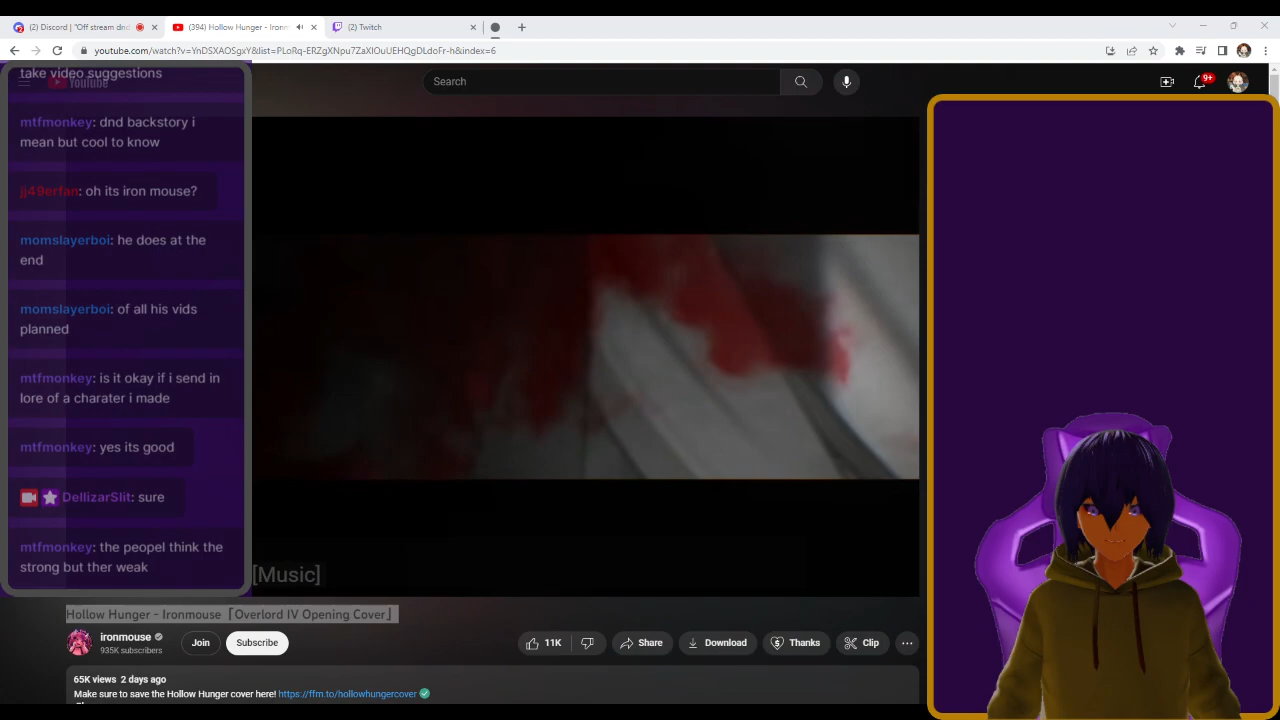 (2) Discord | "Off stream dnd
(394) Hollow Hunger - Ironm
(2) Twitch
youtube.com/watch?v=YnDSXAOSgxY&list=PLoRq-ERZgXNpu7ZaXlOuUEHQgDLdoFr-h&index=6
take video suggestions
YouTube
Search
9+
mtfmonkey: dnd backstory i
mean but cool to know
jj49erfan: oh its iron mouse?
momslayerboi: he does at the
end
momslayerboi: of all his vids
planned
mtfmonkey: is it okay if i send in
lore of a charater i made
mtfmonkey: yes its good
DellizarSlit: sure
mtfmonkey: the peopel think the
strong but ther weak
[Music]
Hollow Hunger - Ironmouse「Overlord IV Opening Cover」
ironmouse
935K subscribers
Join
Subscribe
11K
Share
Download
Thanks
Clip
65K views 2 days ago
Make sure to save the Hollow Hunger cover here! https://ffm.to/hollowhungercover